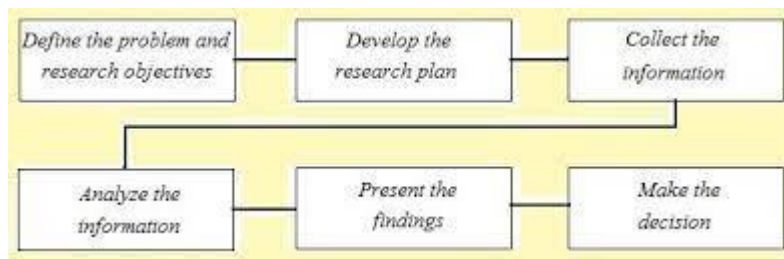 Define the problem and
research objectives
Develop the
research plan
Collect the
information
Analyze the
information
Present the
findings
Make the
decision